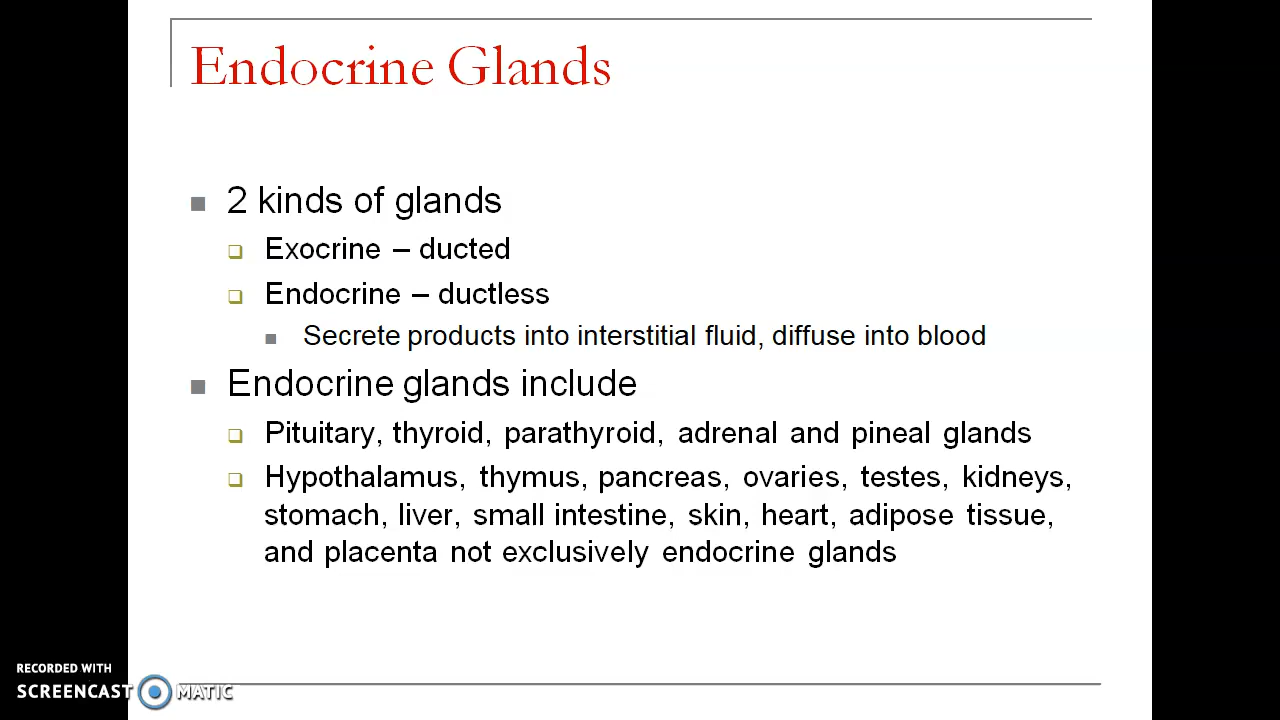 Endocrine Glands
2 kinds of glands
Exocrine – ducted
Endocrine – ductless
Secrete products into interstitial fluid, diffuse into blood
Endocrine glands include
Pituitary, thyroid, parathyroid, adrenal and pineal glands
Hypothalamus, thymus, pancreas, ovaries, testes, kidneys,
stomach, liver, small intestine, skin, heart, adipose tissue,
and placenta not exclusively endocrine glands
RECORDED WITH
SCREENCAST MATIC